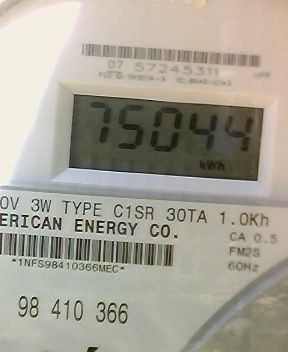 07 57245311
75044
kWh
0V 3W TYPE C1SR 30TA 1.0Kh
ERICAN ENERGY CO.
CA 0.5
FM2S
*1NFS98410366MEC*
60Hz
98 410 366